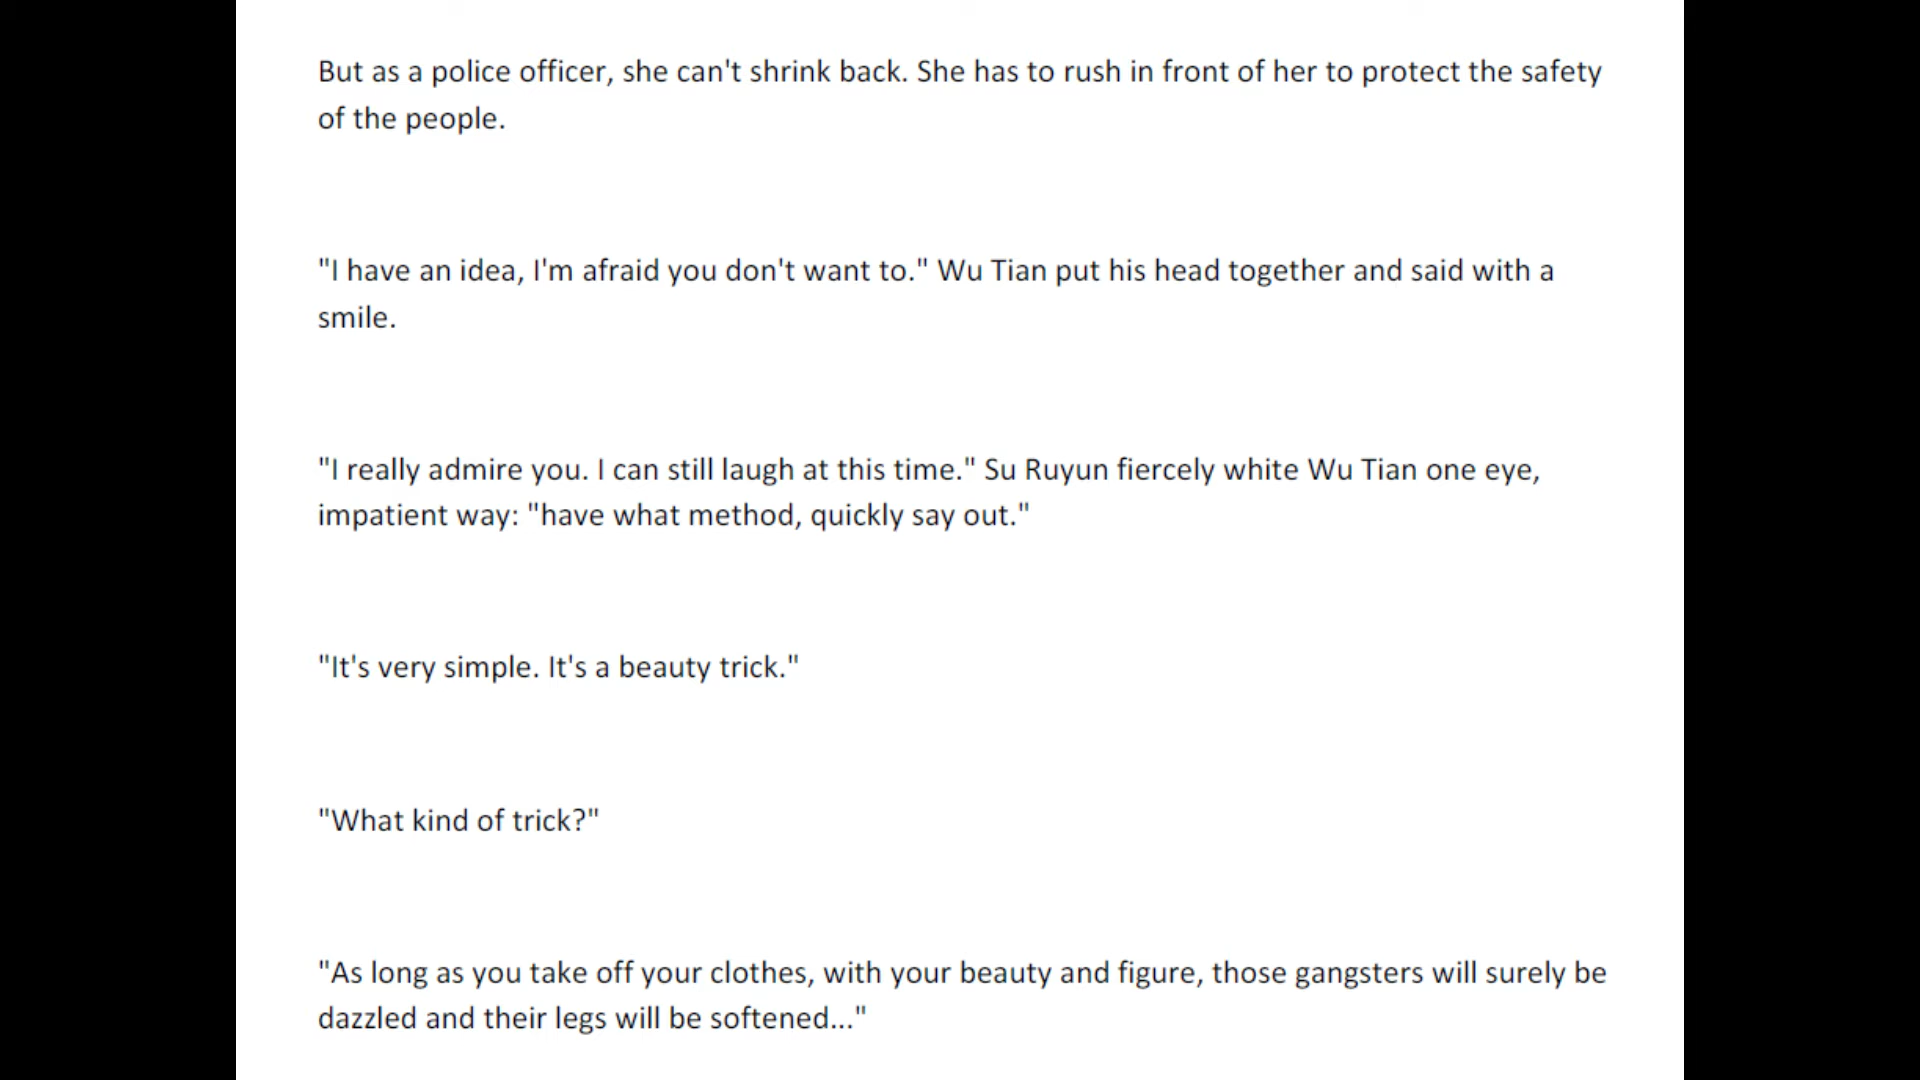 But as a police officer, she can't shrink back. She has to rush in front of her to protect the safety
of the people.
"I have an idea, I'm afraid you don't want to." Wu Tian put his head together and said with a
smile.
"I really admire you. I can still laugh at this time." Su Ruyun fiercely white Wu Tian one eye,
impatient way: "have what method, quickly say out."
"It's very simple. It's a beauty trick."
"What kind of trick?"
"As long as you take off your clothes, with your beauty and figure, those gangsters will surely be
dazzled and their legs will be softened..."